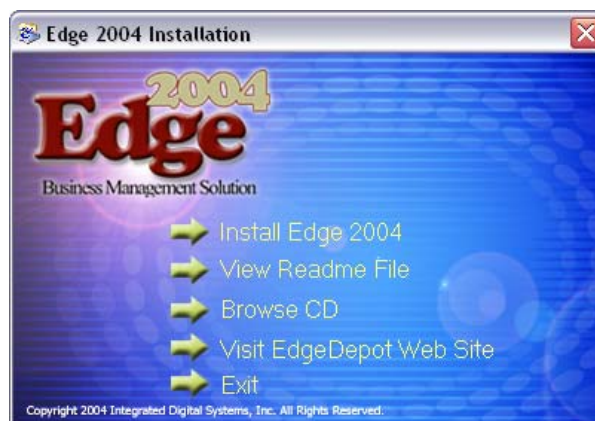 Edge 2004 Installation
2004
Edge
Business Management Solution
Install Edge 2004
View Readme File
Browse CD
Visit EdgeDepot Web Site
Exit
Copyright 2004 Integrated Digital Systems, Inc. All Rights Reserved.